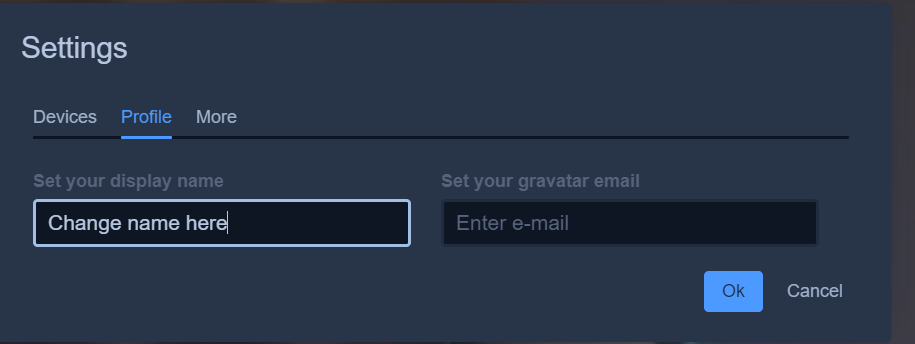 Settings
Devices Profile More
Set your display name Set your gravatar email
Change name here Enter e-mail
Ok Cancel